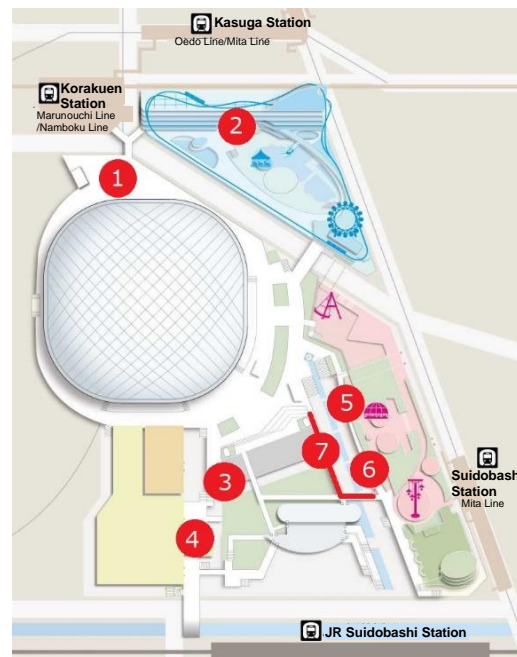 Kasuga Station
Oedo Line/Mita Line
Korakuen
Station
Marunouchi Line
/Namboku Line
2
1
5
7
6
3
4
Suidobashi
Station
Mita Line
JR Suidobashi Station